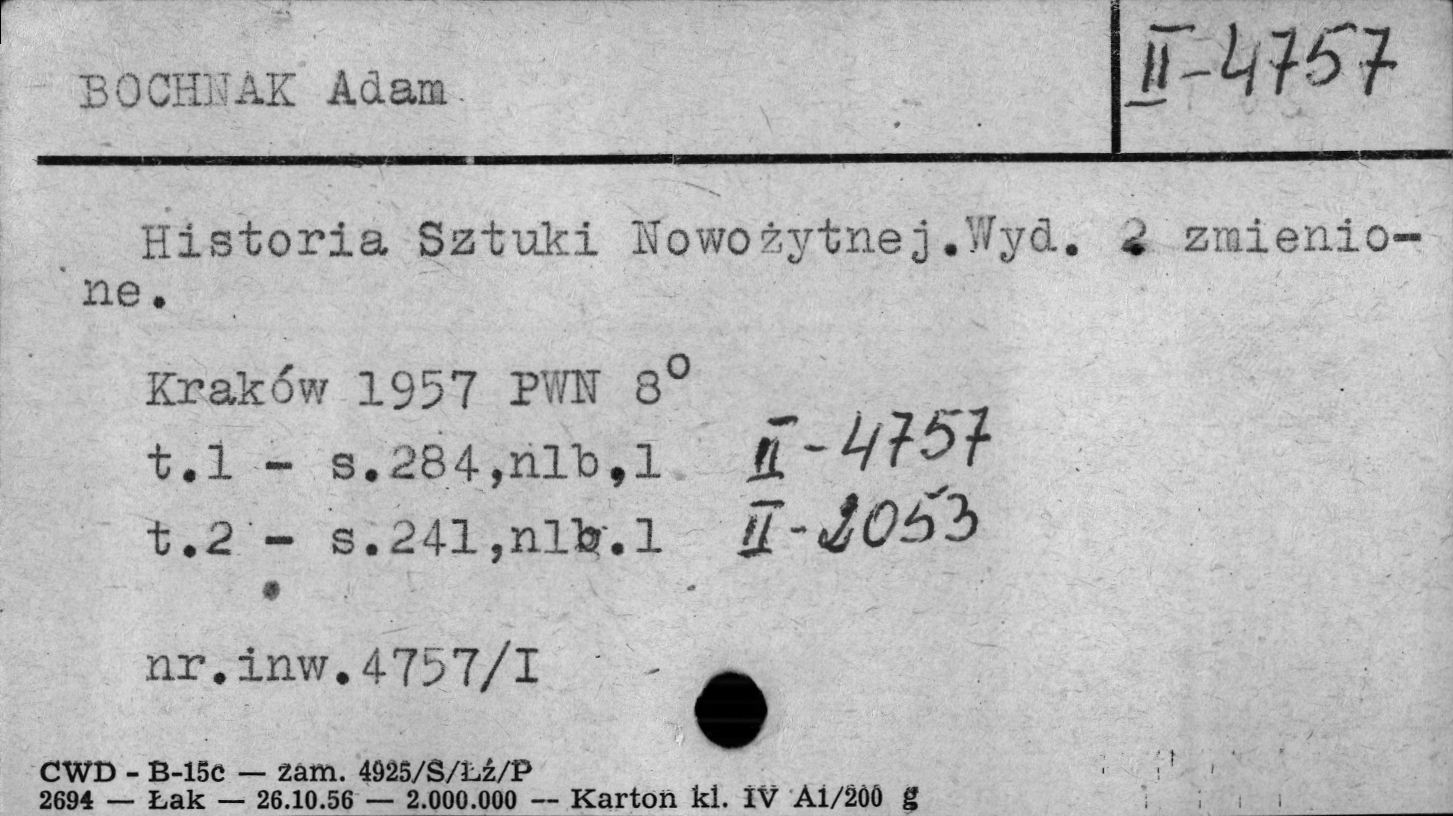 BOCHNAK Adam
II-4757
Historia Sztuki Nowożytnej.Wyd. 2 zmienio-
ne.
Kraków 1957 PWN 8°
t.1 - s.284,nlb,1 II-4757
t.2 - s.241,nlb.1 II-2053
nr.inw.4757/I
CWD - B-15c — zam. 4925/S/Łź/P
2694 — Łak — 26.10.56 — 2.000.000 -- Karton kl. IV A1/200 g